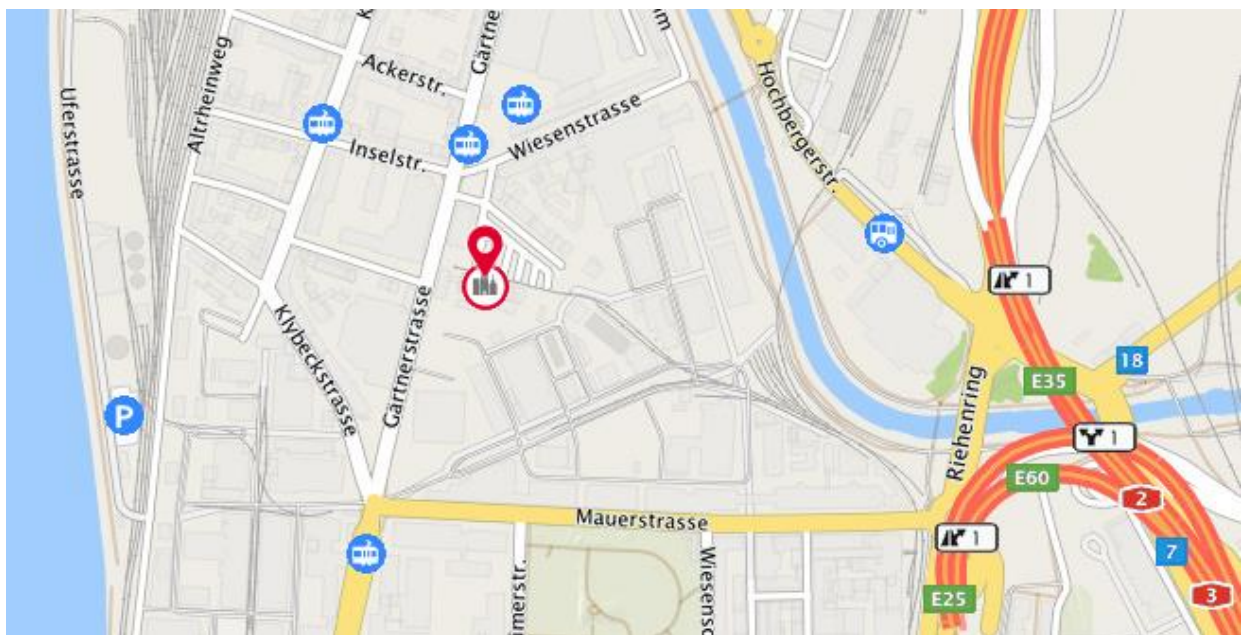 Uferstrasse
Altrheinweg
Ackerstr.
Gärtne
Inselstr.
Wiesenstrasse
Hochbergerstr.
Klybeckstrasse
Gärtnerstrasse
P
Mauerstrasse
Riehenring
1
18
E35
1
E60
2
1
7
E25
3